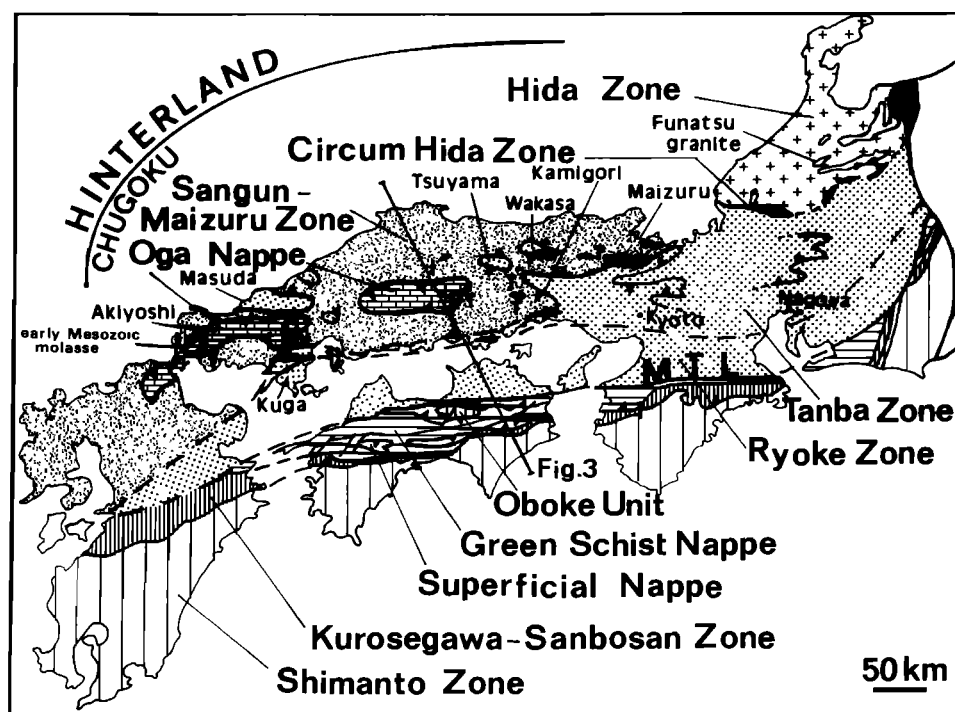 HINTERLAND
CHUGOKU
Hida Zone
Funatsu
granite
Circum Hida Zone
Tsuyama
Kamigori
Wakasa
Maizuru
Sangun-
Maizuru Zone
Oga Nappe
Masuda
Akiyoshi
early Mesozoic
molasse
Kuga
Kyoto
Nagoya
M.T.L.
Tanba Zone
Ryoke Zone
Fig.3
Oboke Unit
Green Schist Nappe
Superficial Nappe
Kurosegawa-Sanbosan Zone
Shimanto Zone
50 km